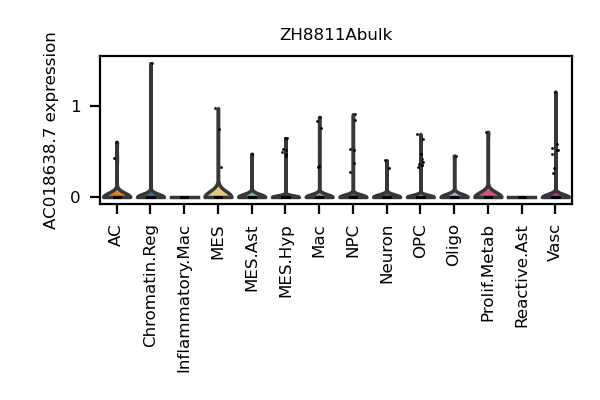 ZH8811Abulk
AC018638.7 expression
1
0
AC
Chromatin.Reg
Inflammatory.Mac
MES
MES.Ast
MES.Hyp
Mac
NPC
Neuron
OPC
Oligo
Prolif.Metab
Reactive.Ast
Vasc